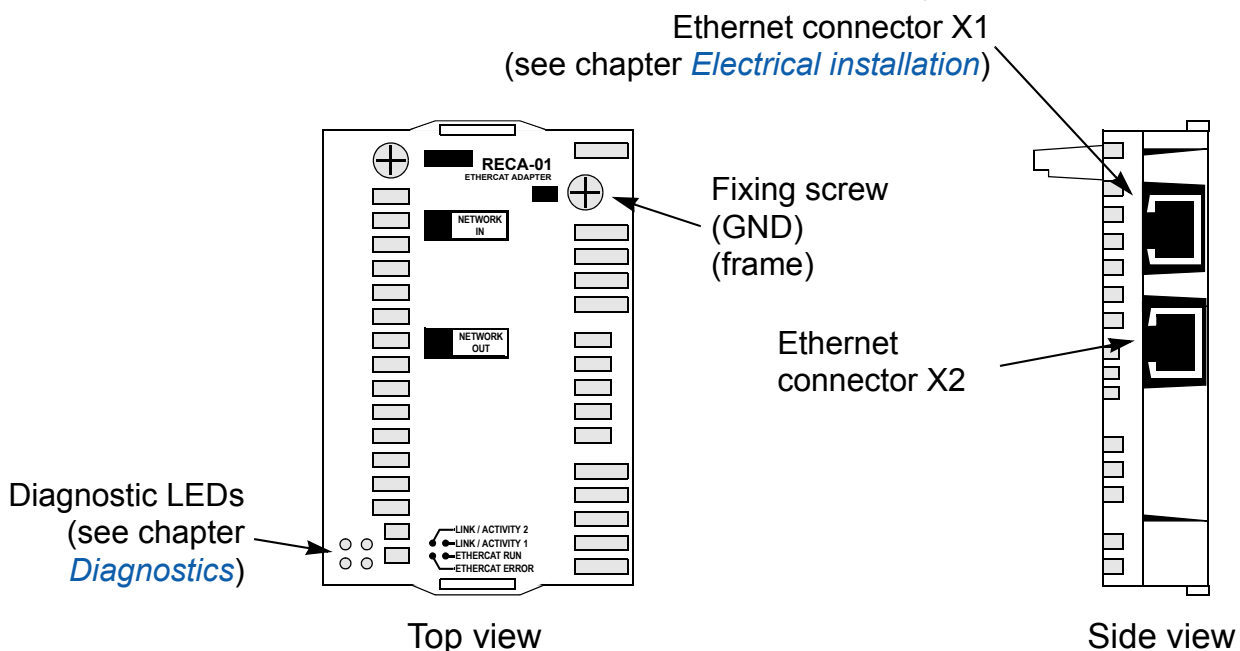 Ethernet connector X1
(see chapter Electrical installation)
RECA-01
ETHERCAT ADAPTER
NETWORK
IN
Fixing screw
(GND)
(frame)
NETWORK
OUT
Ethernet
connector X2
Diagnostic LEDs
(see chapter
Diagnostics)
LINK / ACTIVITY 2
LINK / ACTIVITY 1
ETHERCAT RUN
ETHERCAT ERROR
Top view
Side view